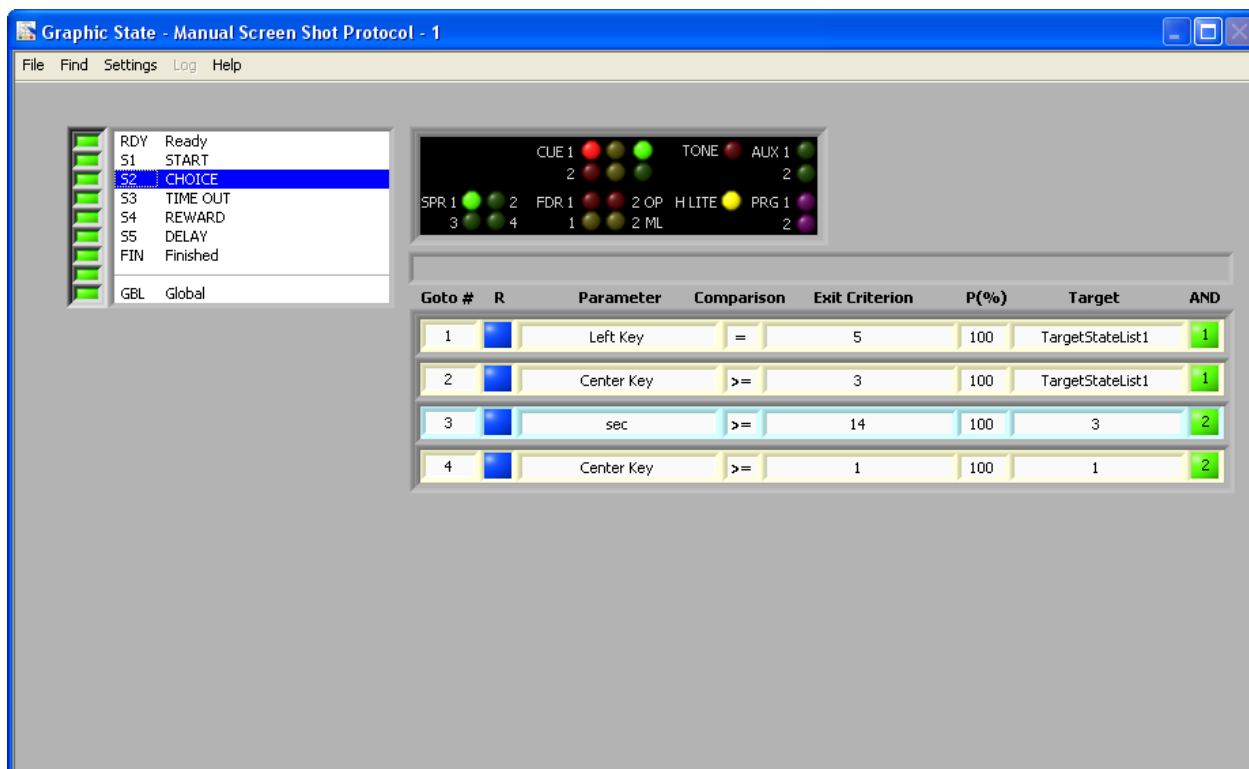 Graphic State - Manual Screen Shot Protocol - 1
File Find Settings Log Help
RDY Ready
S1 START
S2 CHOICE
S3 TIME OUT
S4 REWARD
S5 DELAY
FIN Finished
GBL Global
CUE 1 TONE AUX 1
2 2
SPR 1 2 FDR 1 2 OP H LITE PRG 1
3 4 1 2 ML 2
Goto # R Parameter Comparison Exit Criterion P(%) Target AND
1 Left Key = 5 100 TargetStateList1 1
2 Center Key >= 3 100 TargetStateList1 1
3 sec >= 14 100 3 2
4 Center Key >= 1 100 1 2